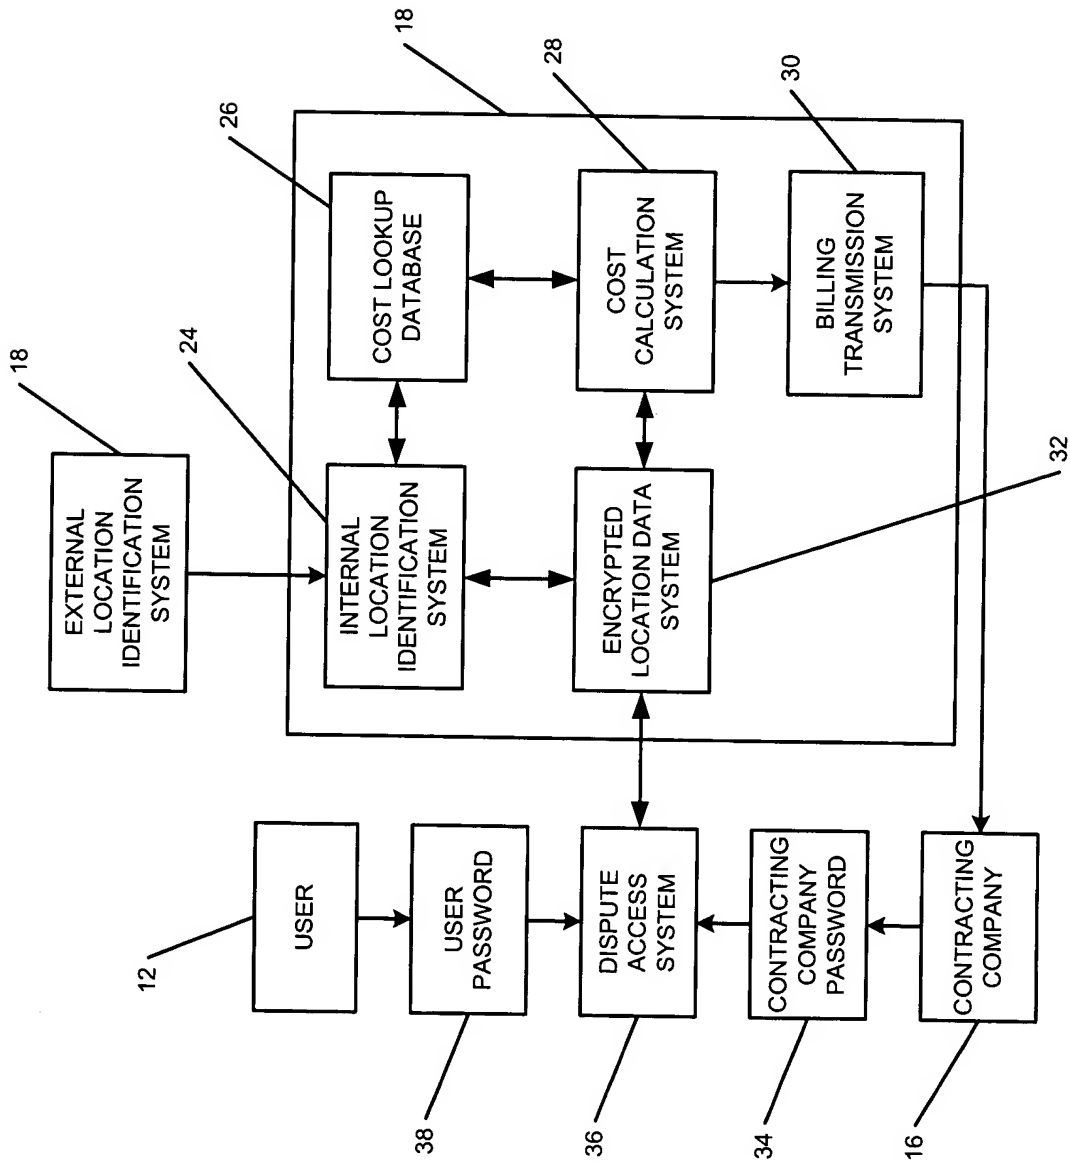 18
EXTERNAL
LOCATION
IDENTIFICATION
SYSTEM
12
USER
24
26
18
INTERNAL
LOCATION
IDENTIFICATION
SYSTEM
COST LOOKUP
DATABASE
38
USER
PASSWORD
28
36
DISPUTE
ACCESS
SYSTEM
ENCRYPTED
LOCATION DATA
SYSTEM
COST
CALCULATION
SYSTEM
30
34
CONTRACTING
COMPANY
PASSWORD
BILLING
TRANSMISSION
SYSTEM
16
CONTRACTING
COMPANY
32